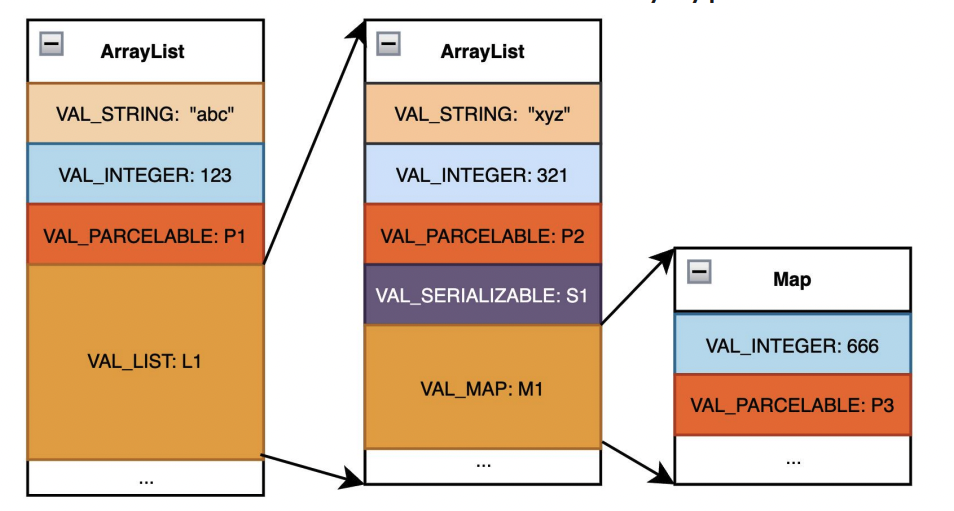 ArrayList
VAL_STRING: "abc"
VAL_INTEGER: 123
VAL_PARCELABLE: P1
VAL_LIST: L1
...
ArrayList
VAL_STRING: "xyz"
VAL_INTEGER: 321
VAL_PARCELABLE: P2
VAL_SERIALIZABLE: S1
VAL_MAP: M1
...
Map
VAL_INTEGER: 666
VAL_PARCELABLE: P3
...